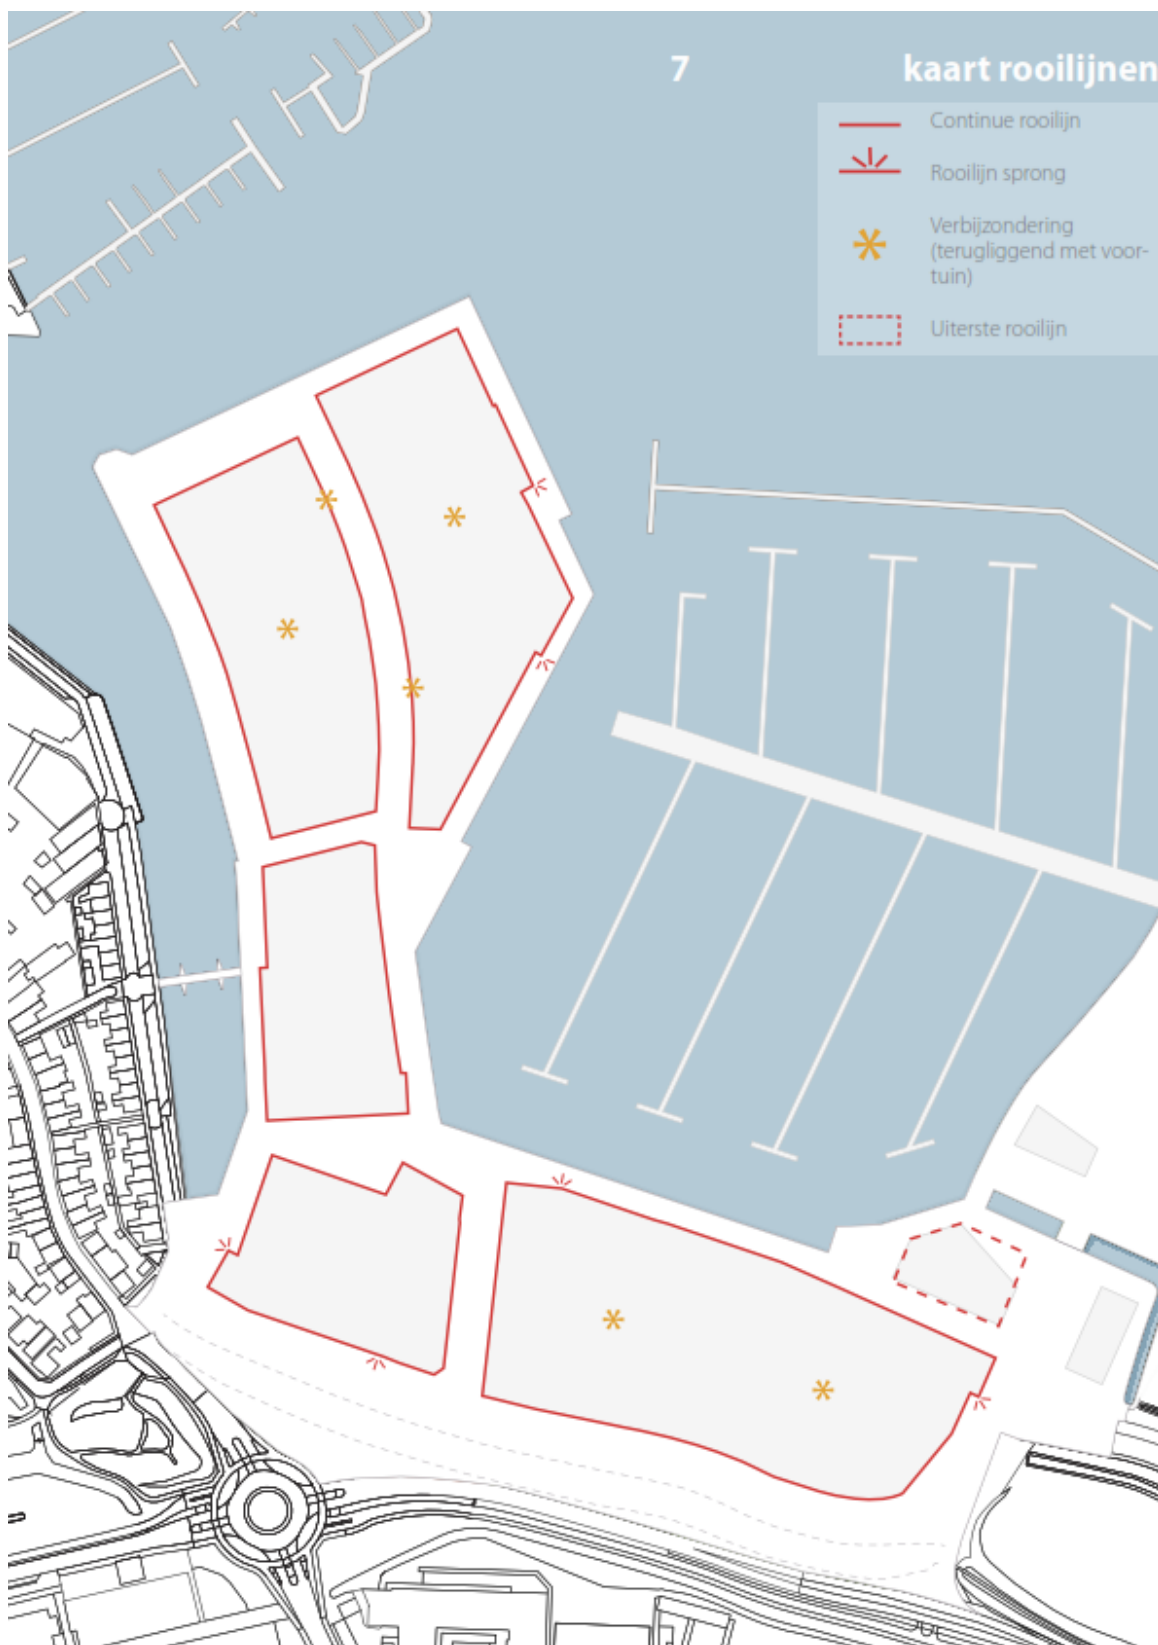 7 kaart rooilijnen
Continue rooilijn
Rooilijn sprong
Verbijzondering
(terugliggend met voor-
tuin)
Uiterste rooilijn